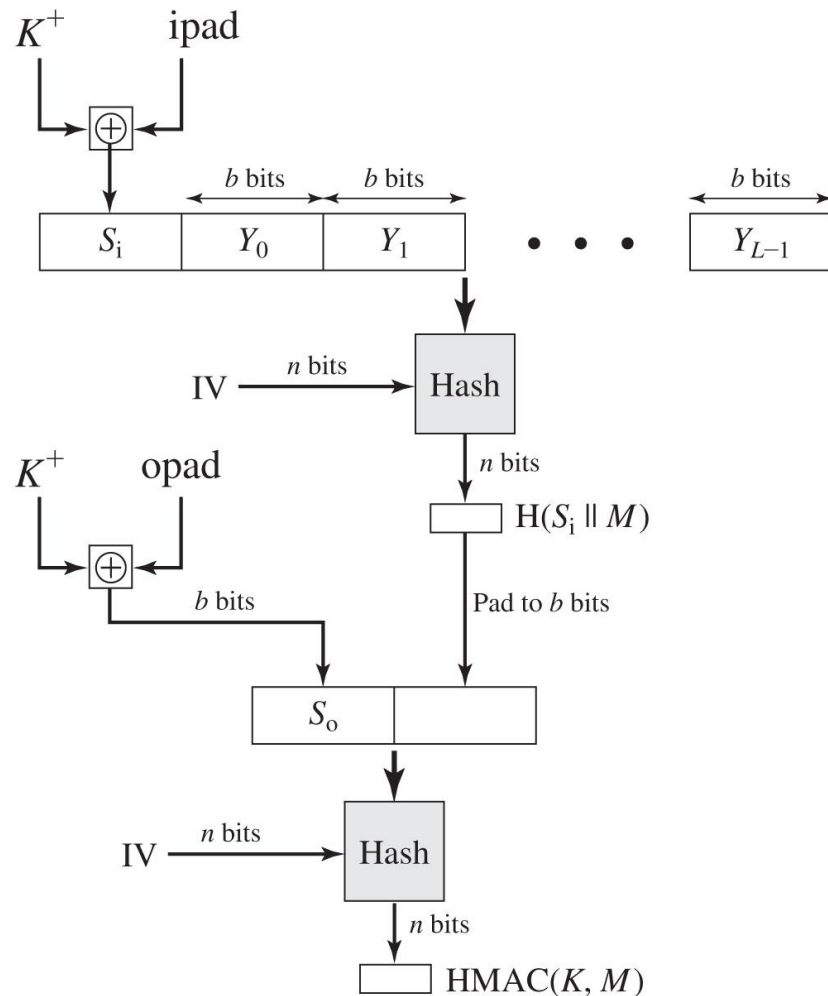 K⁺ ipad
⊕
b bits b bits b bits
Sᵢ Y₀ Y₁ • • • Y_{L–1}
n bits
IV Hash
n bits
K⁺ opad
H(Sᵢ || M)
⊕
b bits Pad to b bits
Sₒ
n bits
IV Hash
n bits
HMAC(K, M)